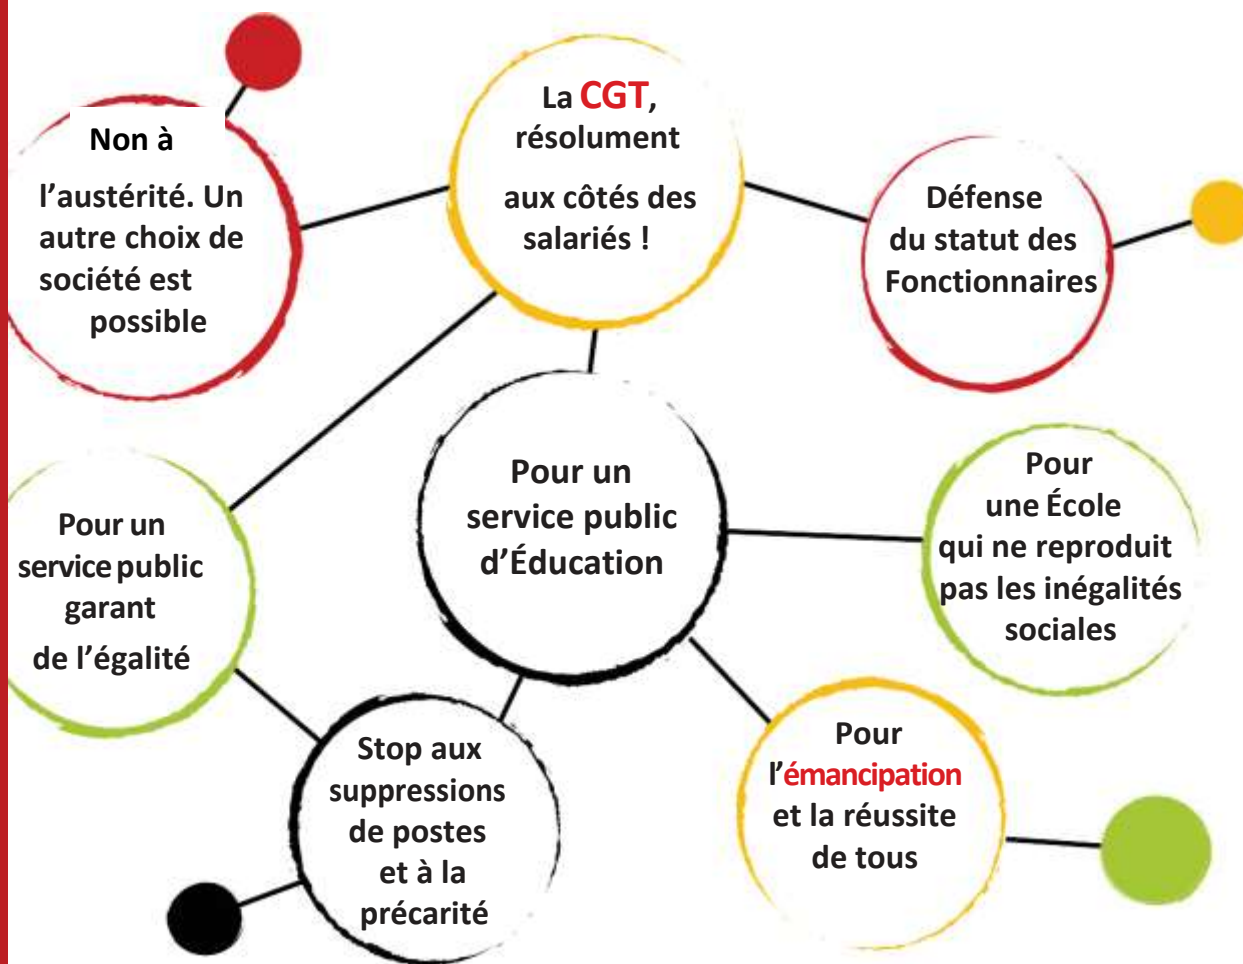 Non à
l’austérité. Un
autre choix de
société est
possible
La CGT,
résolument
aux côtés des
salariés !
Défense
du statut des
Fonctionnaires
Pour un
service public
d’Éducation
Pour
une École
qui ne reproduit
pas les inégalités
sociales
Pour un
service public
garant
de l’égalité
Stop aux
suppressions
de postes
et à la
précarité
Pour
l’émancipation
et la réussite
de tous